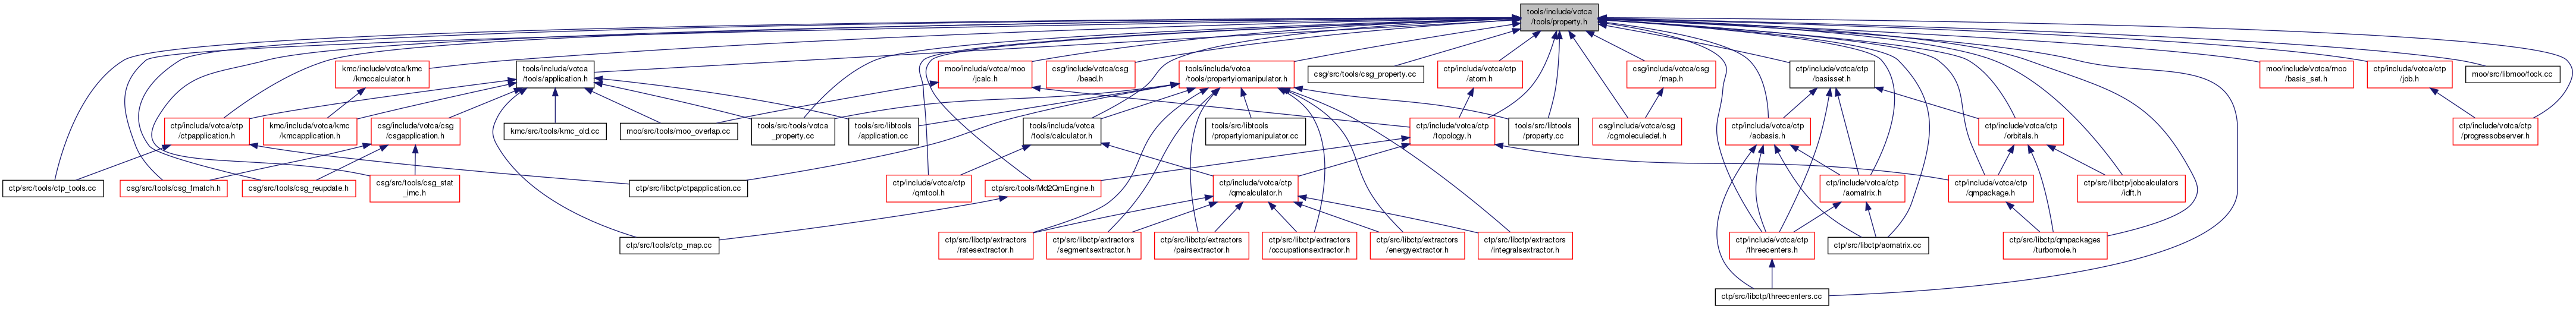 tools/include/votca
/tools/property.h
kmc/include/votca/kmc
/kmccalculator.h
tools/include/votca
/tools/application.h
moo/include/votca/moo
/jcalc.h
csg/include/votca/csg
/bead.h
tools/include/votca
/tools/propertyiomanipulator.h
csg/src/tools/csg_property.cc
ctp/include/votca/ctp
/atom.h
csg/include/votca/csg
/map.h
ctp/include/votca/ctp
/basisset.h
moo/include/votca/moo
/basis_set.h
ctp/include/votca/ctp
/job.h
moo/src/libmoo/fock.cc
ctp/include/votca/ctp
/ctpapplication.h
kmc/include/votca/kmc
/kmcapplication.h
csg/include/votca/csg
/csgapplication.h
kmc/src/tools/kmc_old.cc
moo/src/tools/moo_overlap.cc
tools/src/tools/votca
_property.cc
tools/src/libtools
/application.cc
tools/include/votca
/tools/calculator.h
tools/src/libtools
/propertyiomanipulator.cc
ctp/include/votca/ctp
/topology.h
tools/src/libtools
/property.cc
csg/include/votca/csg
/cgmoleculedef.h
ctp/include/votca/ctp
/aobasis.h
ctp/include/votca/ctp
/orbitals.h
ctp/include/votca/ctp
/progressobserver.h
ctp/src/tools/ctp_tools.cc
csg/src/tools/csg_fmatch.h
csg/src/tools/csg_reupdate.h
csg/src/tools/csg_stat
_imc.h
ctp/src/libctp/ctpapplication.cc
ctp/include/votca/ctp
/qmtool.h
ctp/src/tools/Md2QmEngine.h
ctp/include/votca/ctp
/qmcalculator.h
ctp/include/votca/ctp
/aomatrix.h
ctp/include/votca/ctp
/qmpackage.h
ctp/src/libctp/jobcalculators
/idft.h
ctp/src/tools/ctp_map.cc
ctp/src/libctp/extractors
/ratesextractor.h
ctp/src/libctp/extractors
/segmentsextractor.h
ctp/src/libctp/extractors
/pairsextractor.h
ctp/src/libctp/extractors
/occupationsextractor.h
ctp/src/libctp/extractors
/energyextractor.h
ctp/src/libctp/extractors
/integralsextractor.h
ctp/include/votca/ctp
/threecenters.h
ctp/src/libctp/aomatrix.cc
ctp/src/libctp/qmpackages
/turbomole.h
ctp/src/libctp/threecenters.cc